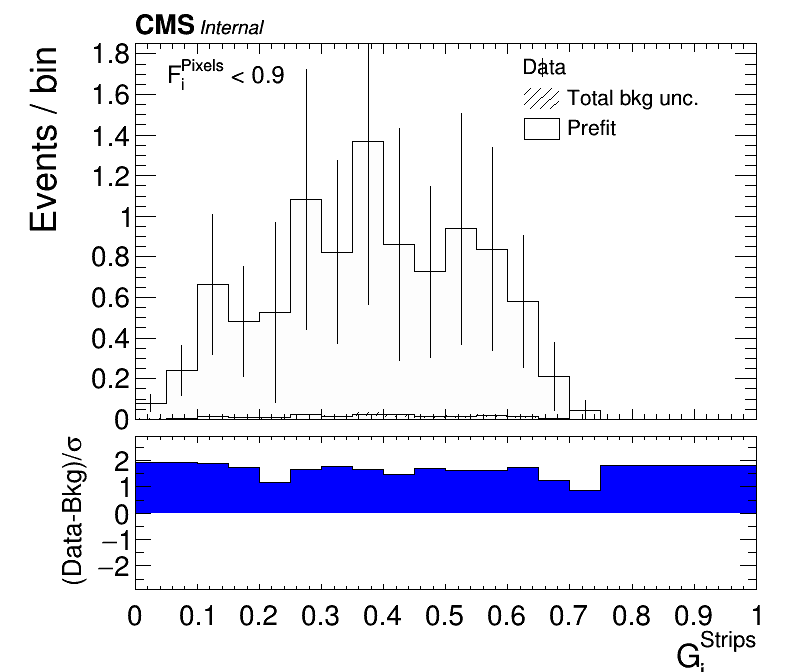 CMS Internal
F_i^Pixels < 0.9
Data
Total bkg unc.
Prefit
Events / bin
1.8
1.6
1.4
1.2
1
0.8
0.6
0.4
0.2
0
(Data-Bkg)/σ
2
1
0
−1
−2
0 0.1 0.2 0.3 0.4 0.5 0.6 0.7 0.8 0.9 1
G_i^Strips